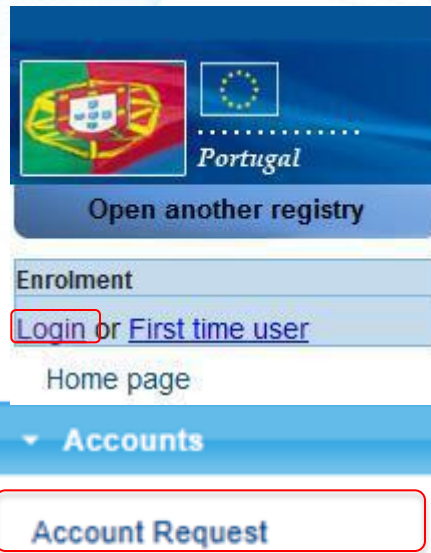 Portugal
Open another registry
Enrolment
Login or First time user
Home page
Accounts
Account Request